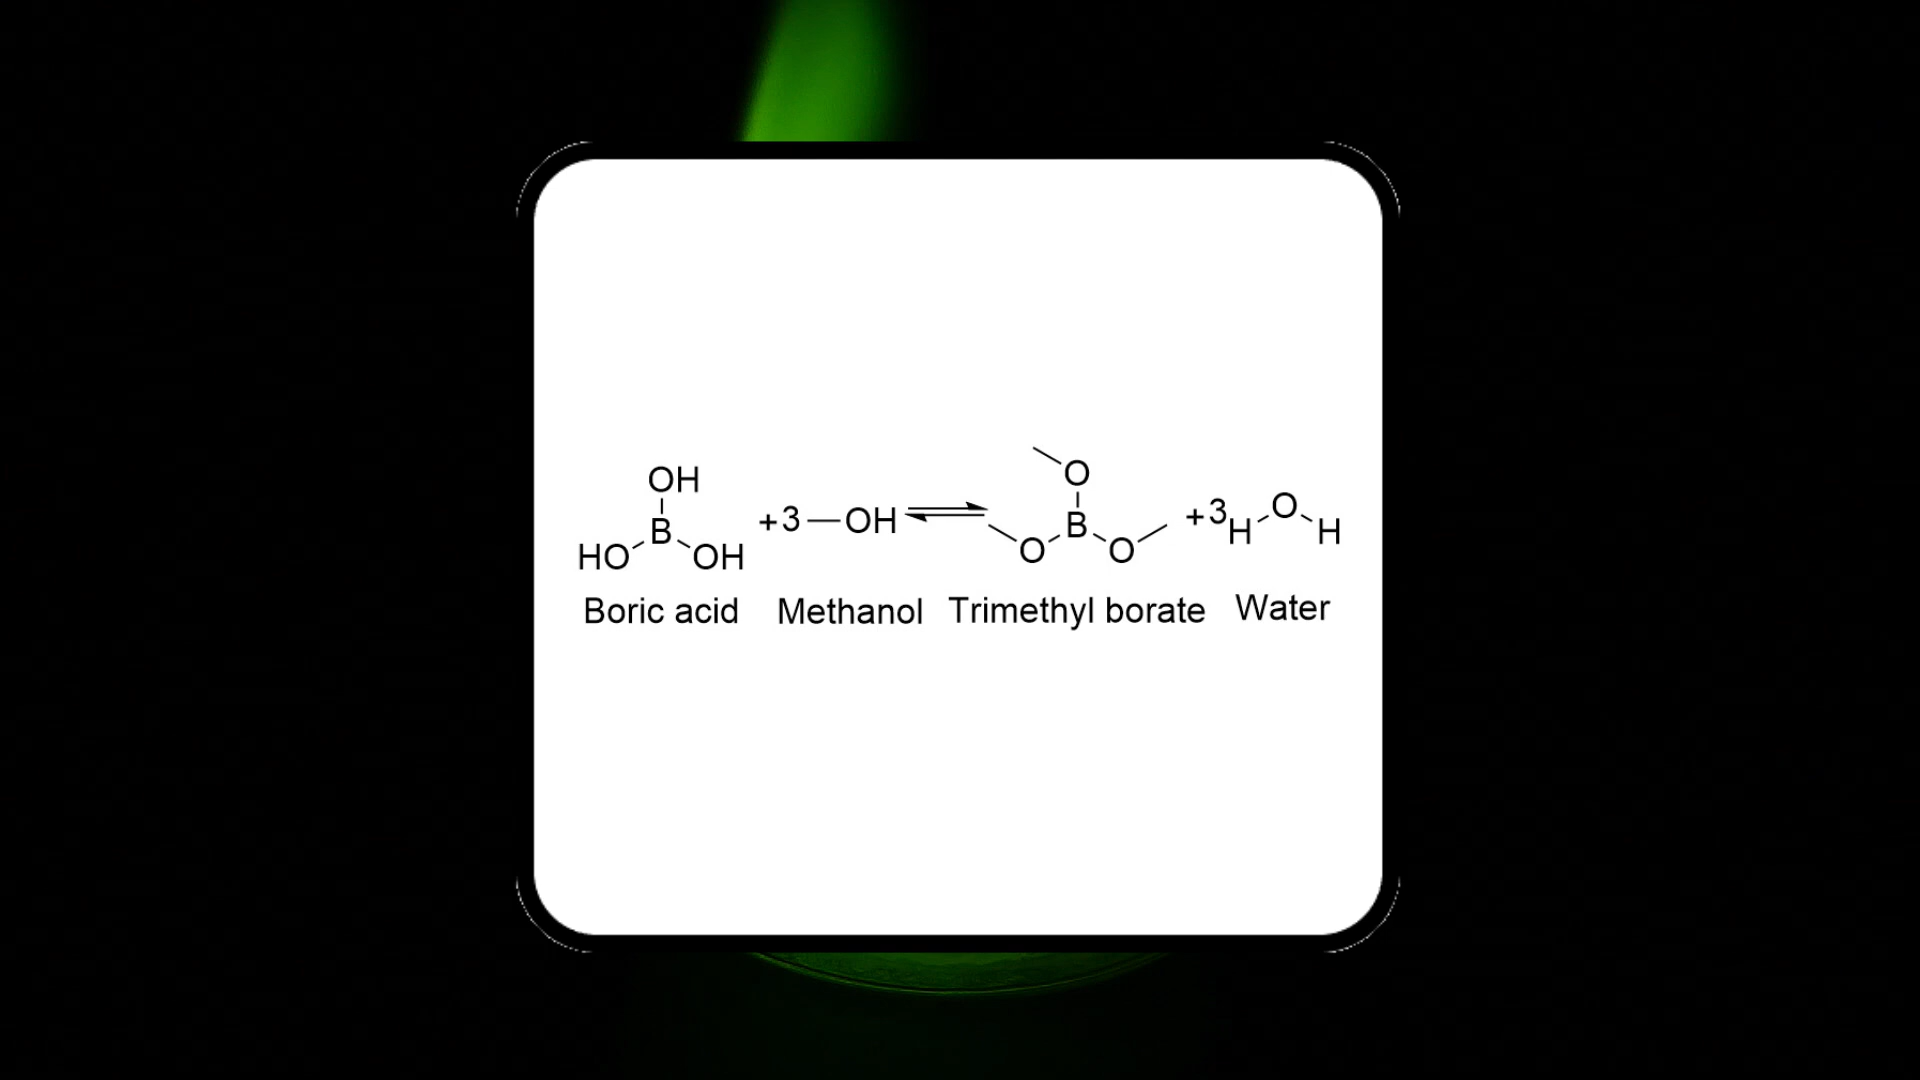 OH
B
HO
OH
+3
OH
O
B
O
O
+3
H
O
H
Boric acid
Methanol
Trimethyl borate
Water